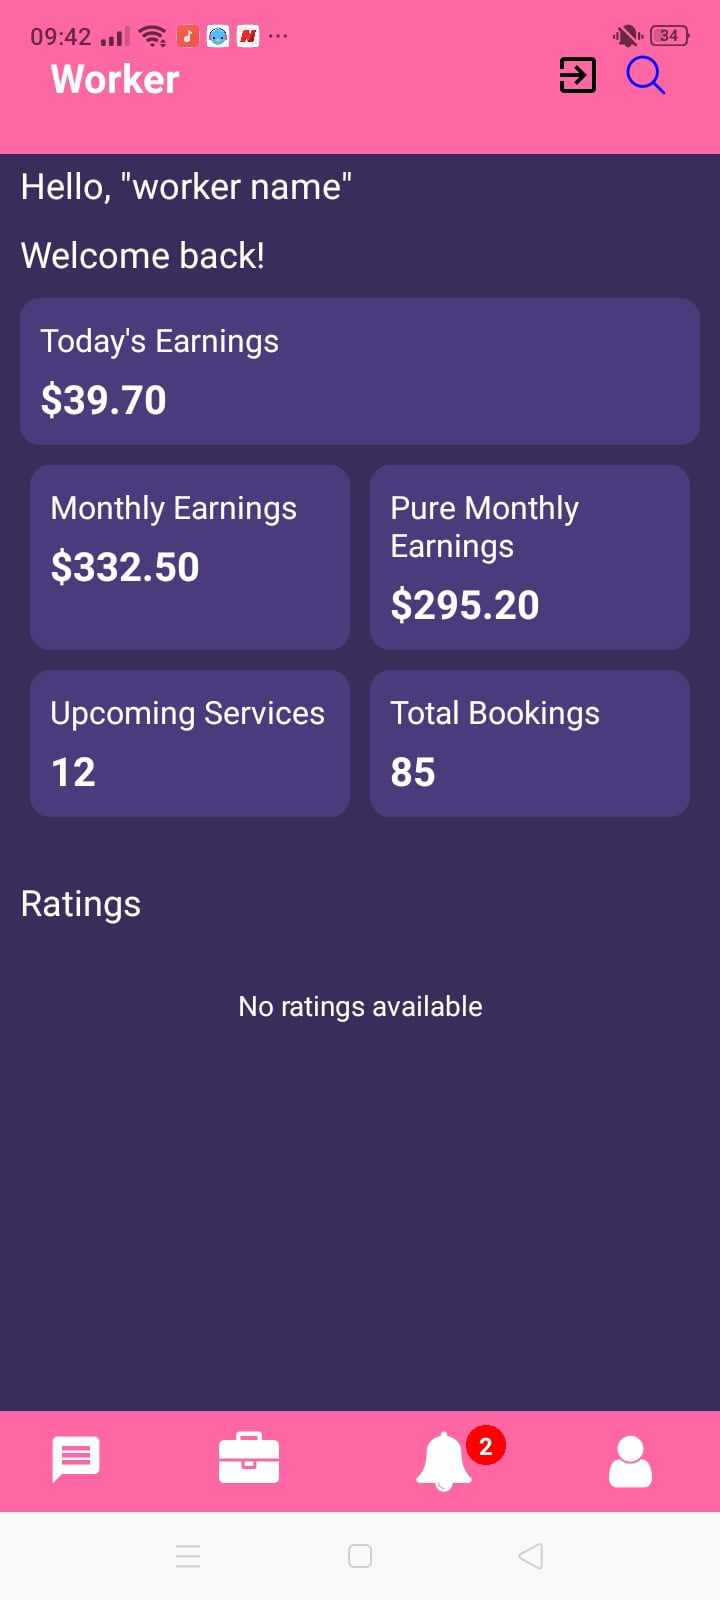 09:42
34
Worker
Hello, "worker name"
Welcome back!
Today's Earnings
$39.70
Monthly Earnings
$332.50
Pure Monthly
Earnings
$295.20
Upcoming Services
12
Total Bookings
85
Ratings
No ratings available
2